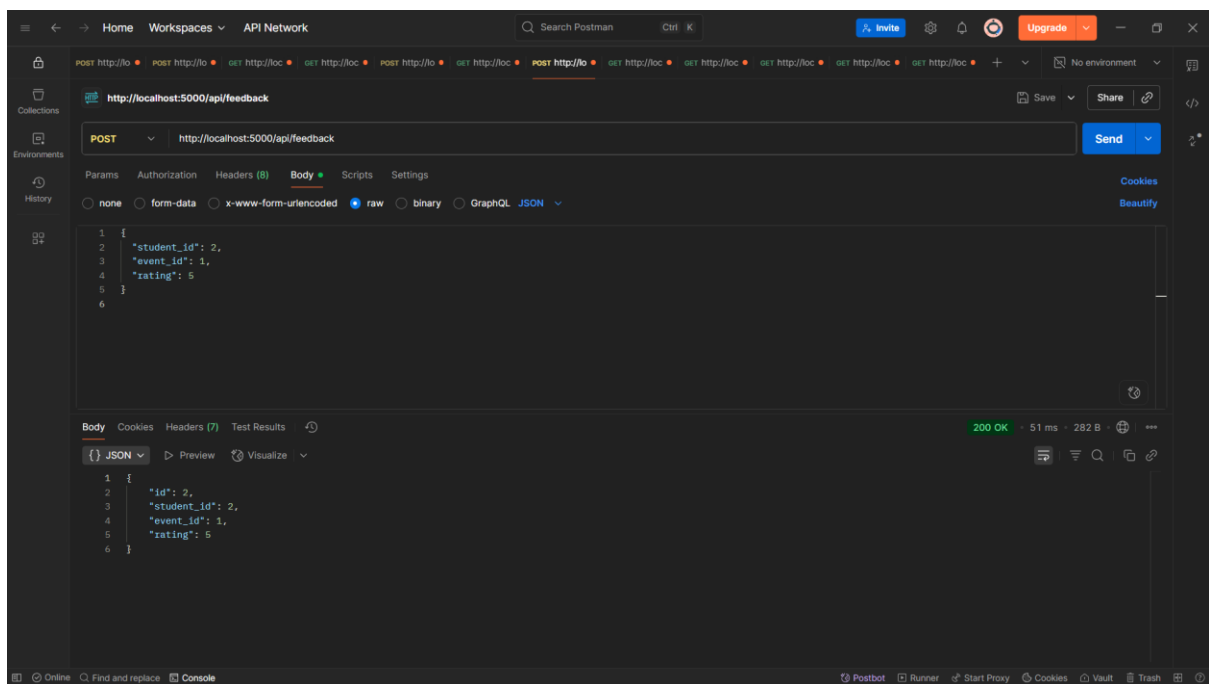 Home Workspaces API Network Search Postman Ctrl K Invite Upgrade
POST http://lo POST http://lo GET http://loc GET http://loc POST http://lo GET http://loc POST http://lo GET http://loc GET http://loc GET http://loc GET http://loc GET http://loc No environment
HTTP http://localhost:5000/api/feedback Save Share
Collections
POST http://localhost:5000/api/feedback Send
Environments
Params Authorization Headers (8) Body Scripts Settings Cookies
History
none form-data x-www-form-urlencoded raw binary GraphQL JSON Beautify
1 {
2 "student_id": 2,
3 "event_id": 1,
4 "rating": 5
5 }
6
Body Cookies Headers (7) Test Results 200 OK 51 ms 282 B
{} JSON Preview Visualize
1 {
2 "id": 2,
3 "student_id": 2,
4 "event_id": 1,
5 "rating": 5
6 }
Online Find and replace Console Postbot Runner Start Proxy Cookies Vault Trash